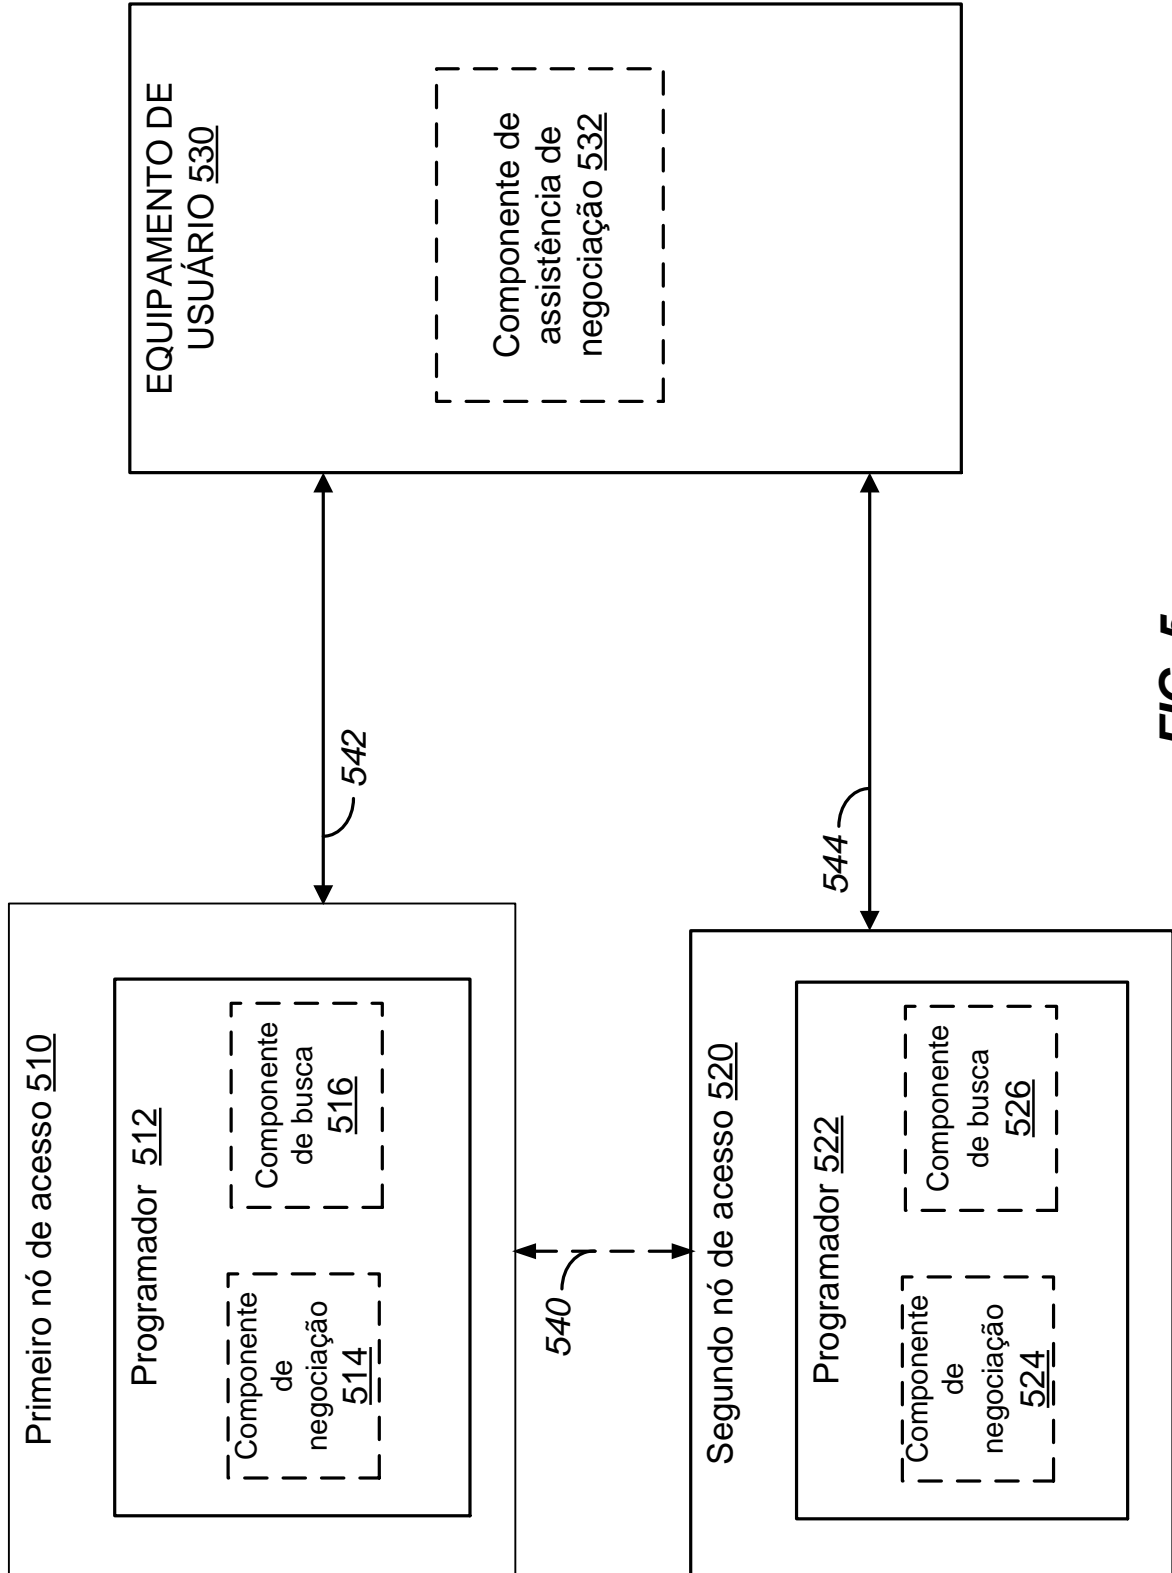 Primeiro nó de acesso 510
Programador 512
Componente
de
negociação
514
Componente
de busca
516
540
Segundo nó de acesso 520
Programador 522
Componente
de
negociação
524
Componente
de busca
526
542
544
EQUIPAMENTO DE
USUÁRIO 530
Componente de
assistência de
negociação 532
FIG. 5